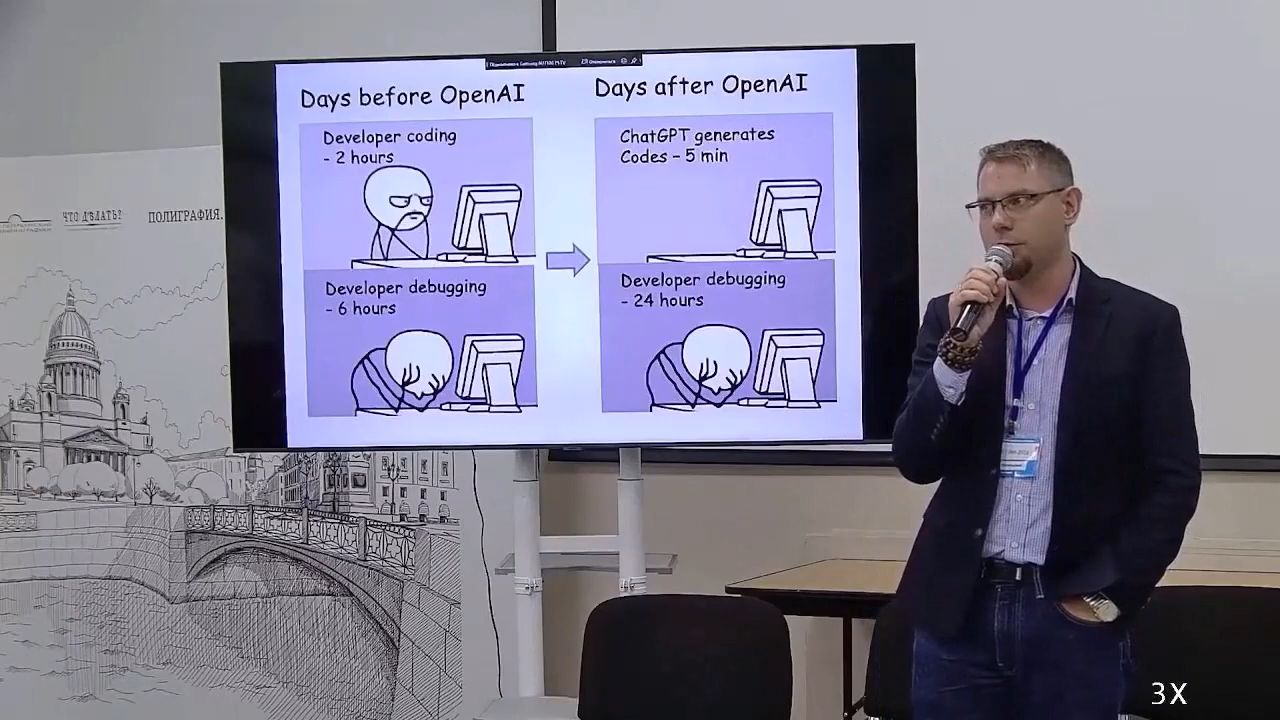 Days before OpenAI
Days after OpenAI
Developer coding
- 2 hours
ChatGPT generates
Codes - 5 min
Developer debugging
- 6 hours
Developer debugging
- 24 hours
ЧТО ДѢЛАТЬ?
ПОЛИГРАФИЯ.
3X